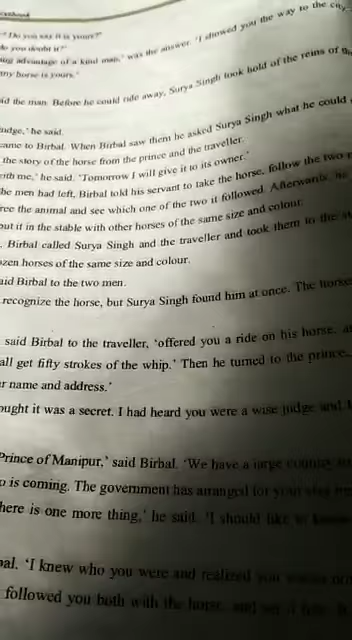 "Do you say it is yours?"
do you doubt it?"
ing advantage of a kind man,' was the answer. 'I showed you the way to the city
my horse is yours.'
id the man. Before he could ride away, Surya Singh took hold of the reins of the
udge,' he said.
came to Birbal. When Birbal saw them he asked Surya Singh what he could
the story of the horse from the prince and the traveller.
with me,' he said. 'Tomorrow I will give it to its owner.'
he men had left, Birbal told his servant to take the horse, follow the two
ree the animal and see which one of the two it followed. Afterwards, he
put it in the stable with other horses of the same size and colour.
, Birbal called Surya Singh and the traveller and took them to the st
ozen horses of the same size and colour.
aid Birbal to the two men.
recognize the horse, but Surya Singh found him at once. The horse
said Birbal to the traveller, 'offered you a ride on his horse, a
all get fifty strokes of the whip.' Then he turned to the prince.
r name and address.'
ought it was a secret. I had heard you were a wise judge and I
Prince of Manipur,' said Birbal. 'We have a large country
o is coming. The government has arranged for your
here is one more thing,' he said. 'I should like to know
bal. 'I knew who you were and realized you
followed you both with the horse, and set it free. It